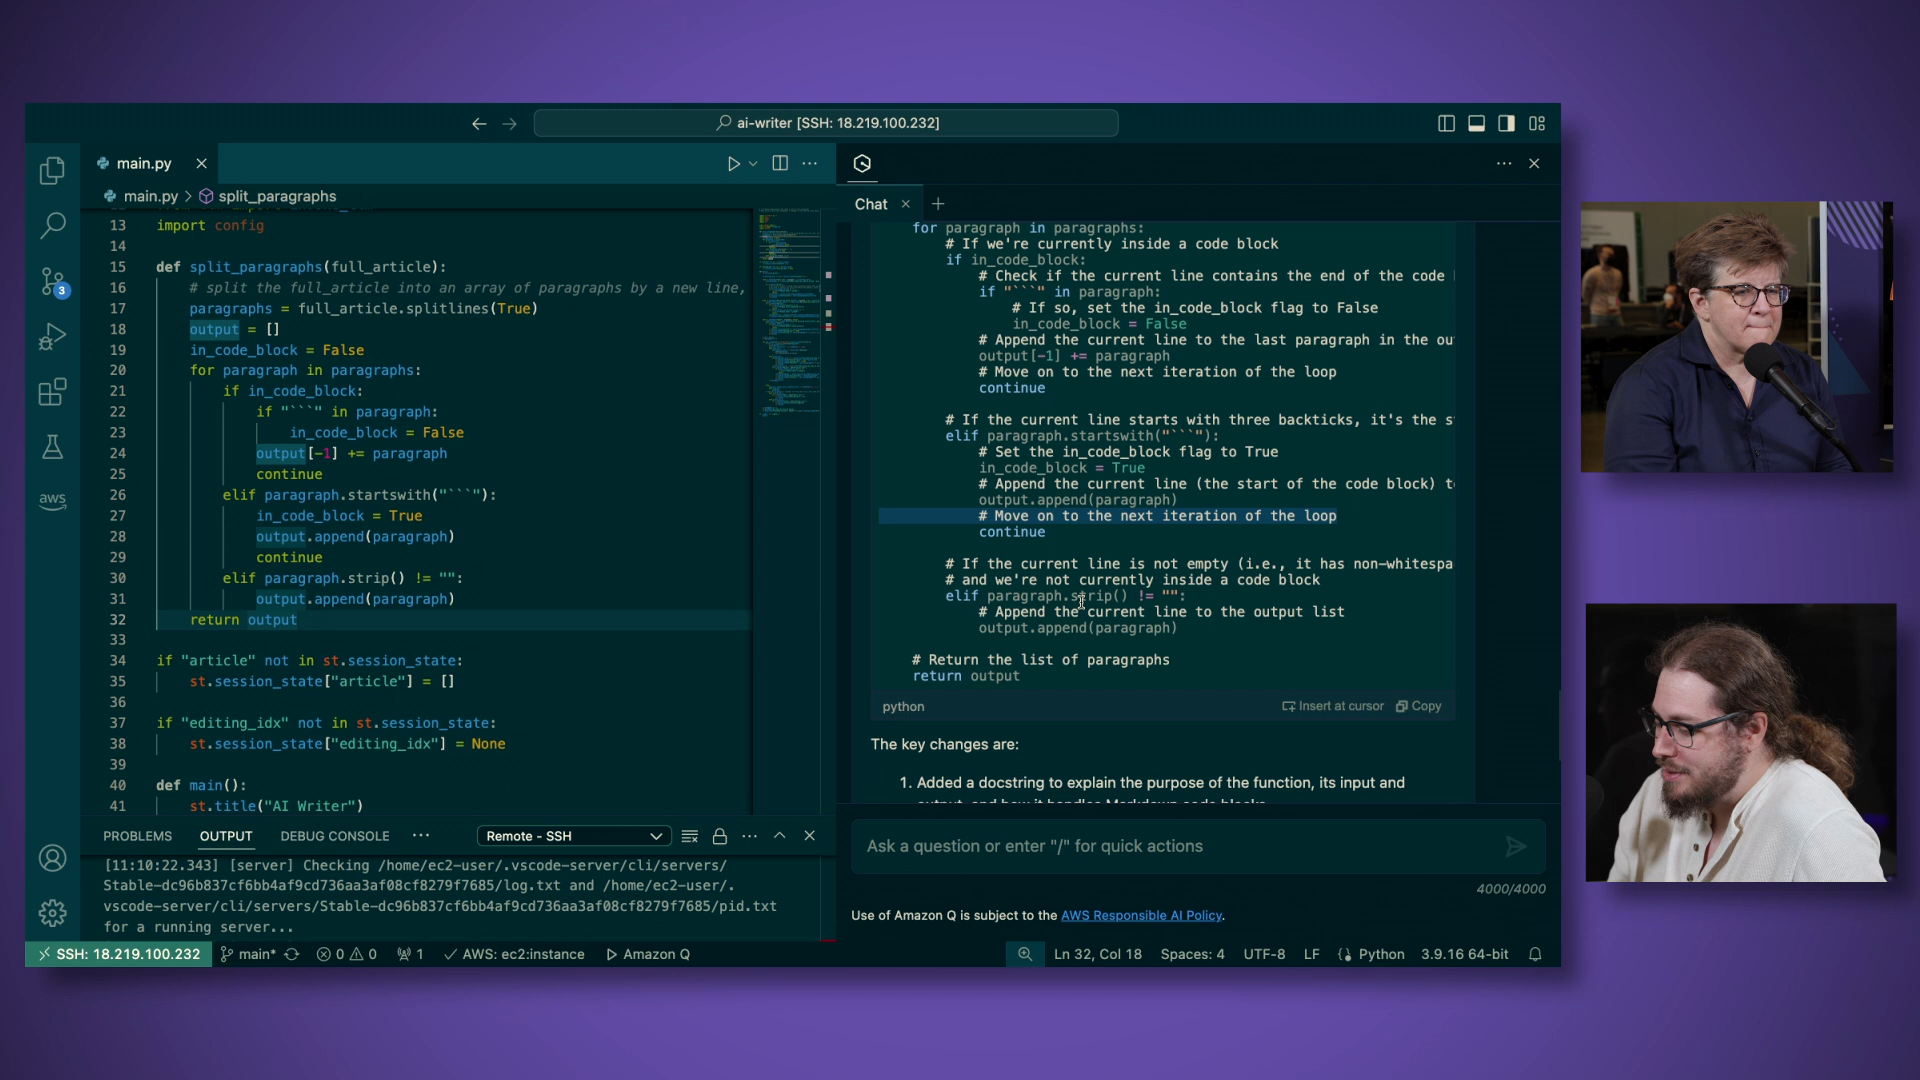 ai-writer [SSH: 18.219.100.232]
main.py
main.py > split_paragraphs
13 import config
14
15 def split_paragraphs(full_article):
16 # split the full_article into an array of paragraphs by a new line,
17 paragraphs = full_article.splitlines(True)
18 output = []
19 in_code_block = False
20 for paragraph in paragraphs:
21 if in_code_block:
22 if "```" in paragraph:
23 in_code_block = False
24 output[-1] += paragraph
25 continue
26 elif paragraph.startswith("```"):
27 in_code_block = True
28 output.append(paragraph)
29 continue
30 elif paragraph.strip() != "":
31 output.append(paragraph)
32 return output
33
34 if "article" not in st.session_state:
35 st.session_state["article"] = []
36
37 if "editing_idx" not in st.session_state:
38 st.session_state["editing_idx"] = None
39
40 def main():
41 st.title("AI Writer")
PROBLEMS OUTPUT DEBUG CONSOLE ··· Remote - SSH
[11:10:22.343] [server] Checking /home/ec2-user/.vscode-server/cli/servers/
Stable-dc96b837cf6bb4af9cd736aa3af08cf8279f7685/log.txt and /home/ec2-user/.
vscode-server/cli/servers/Stable-dc96b837cf6bb4af9cd736aa3af08cf8279f7685/pid.txt
for a running server...
3
aws
Chat
for paragraph in paragraphs:
# If we're currently inside a code block
if in_code_block:
# Check if the current line contains the end of the code
if "```" in paragraph:
# If so, set the in_code_block flag to False
in_code_block = False
# Append the current line to the last paragraph in the ou
output[-1] += paragraph
# Move on to the next iteration of the loop
continue
# If the current line starts with three backticks, it's the s
elif paragraph.startswith("```"):
# Set the in_code_block flag to True
in_code_block = True
# Append the current line (the start of the code block) t
output.append(paragraph)
# Move on to the next iteration of the loop
continue
# If the current line is not empty (i.e., it has non-whitespa
# and we're not currently inside a code block
elif paragraph.strip() != "":
# Append the current line to the output list
output.append(paragraph)
# Return the list of paragraphs
return output
python Insert at cursor Copy
The key changes are:
1. Added a docstring to explain the purpose of the function, its input and
Ask a question or enter "/" for quick actions
4000/4000
Use of Amazon Q is subject to the AWS Responsible AI Policy.
SSH: 18.219.100.232 main* 0 0 1 AWS: ec2:instance Amazon Q Ln 32, Col 18 Spaces: 4 UTF-8 LF Python 3.9.16 64-bit